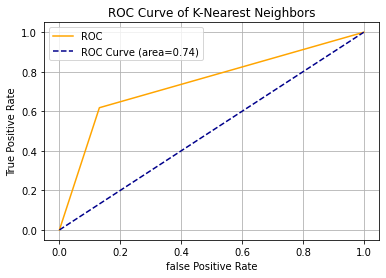 ROC Curve of K-Nearest Neighbors
ROC
ROC Curve (area=0.74)
True Positive Rate
1.0
0.8
0.6
0.4
0.2
0.0
0.0 0.2 0.4 0.6 0.8 1.0
false Positive Rate